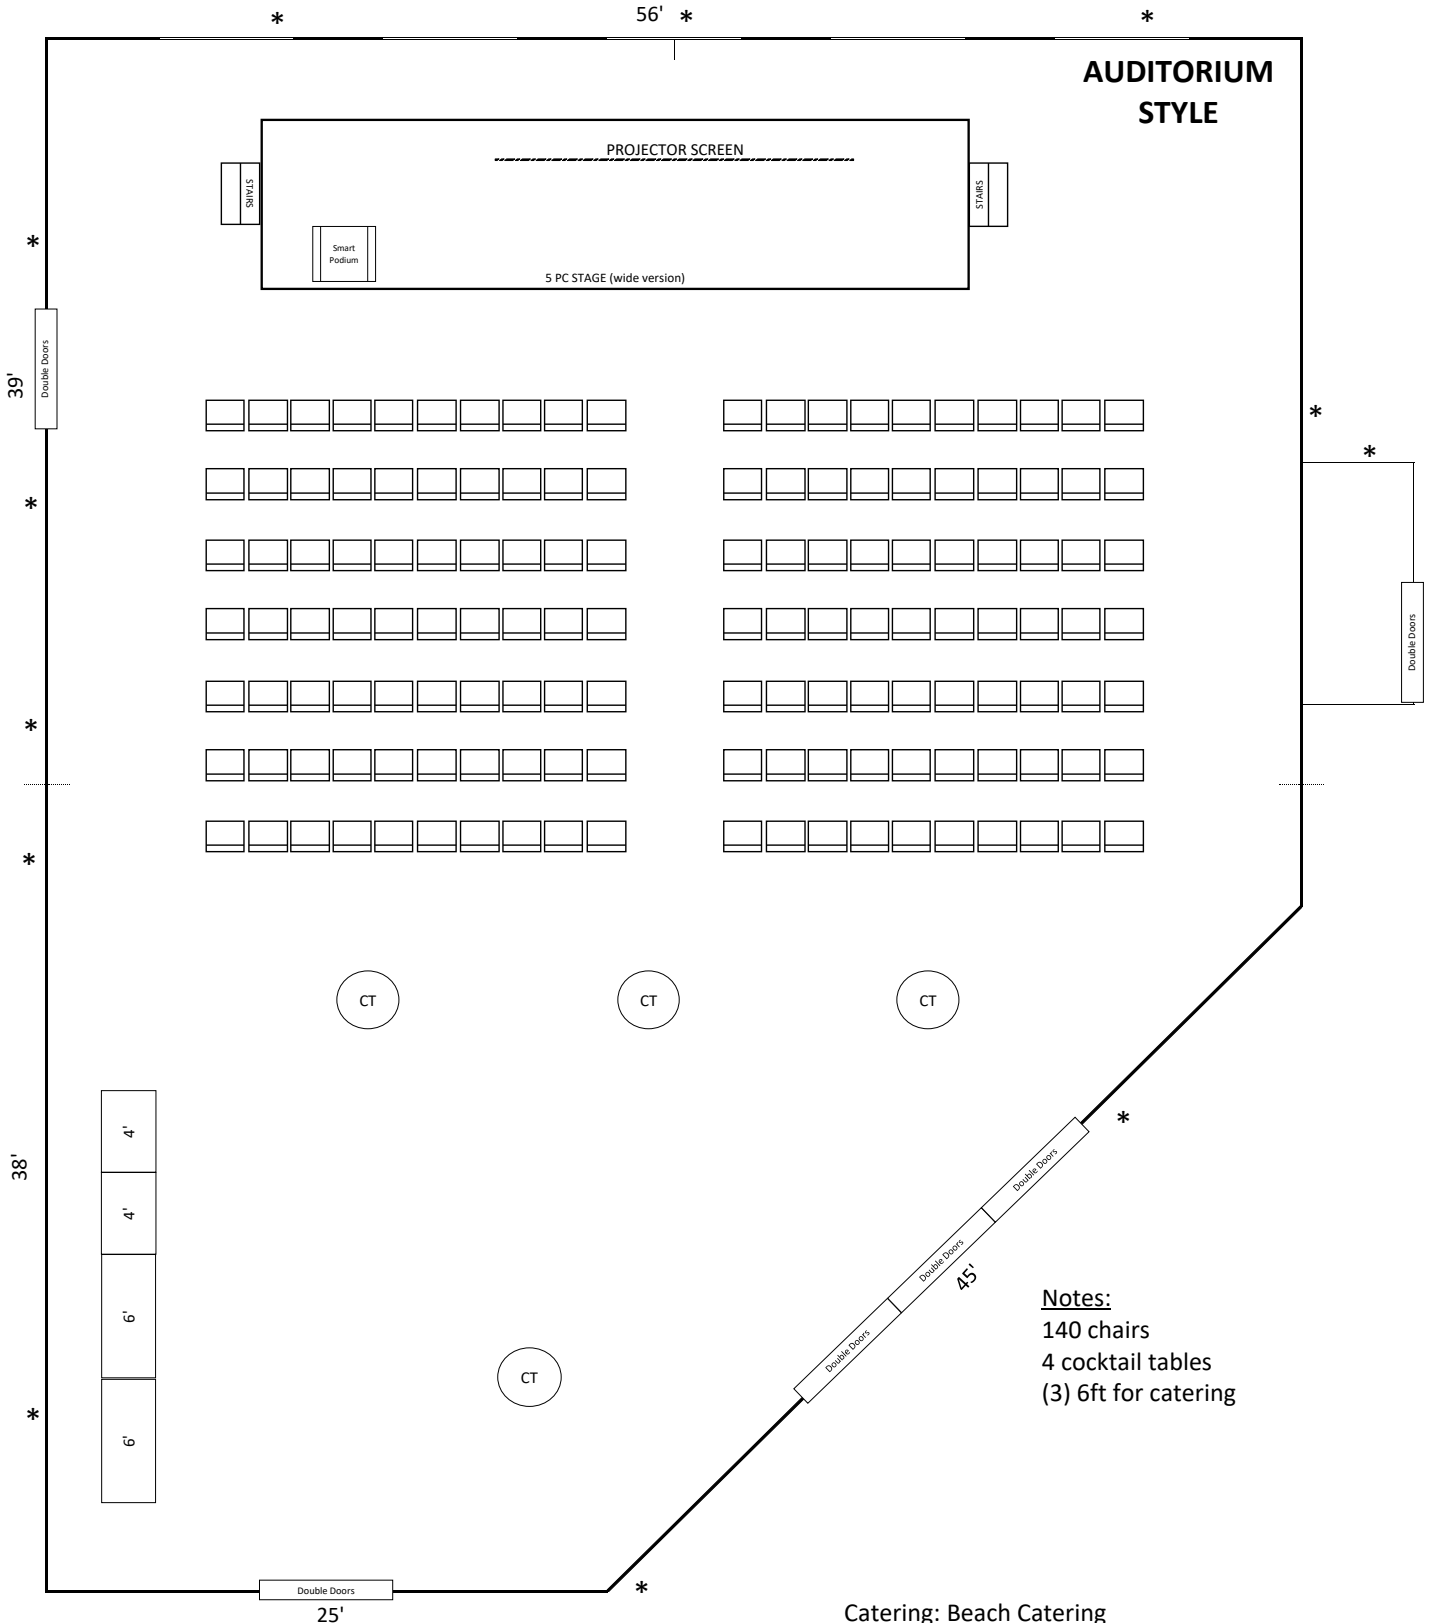 * 56' * *
AUDITORIUM
STYLE
PROJECTOR SCREEN
STAIRS
STAIRS
Smart
Podium
5 PC STAGE (wide version)
*
Double Doors
39'
*
*
*
Double Doors
*
*
*
CT CT CT
4'
4'
6'
6'
38'
*
*
Double Doors
Double Doors
Double Doors
45'
CT
Notes:
140 chairs
4 cocktail tables
(3) 6ft for catering
Double Doors
*
25'
Catering: Beach Catering